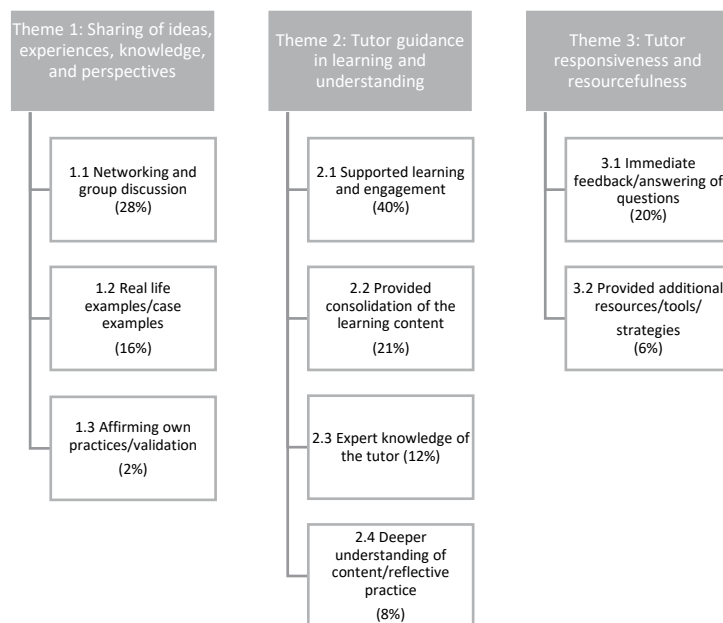 Theme 1: Sharing of ideas,
experiences, knowledge,
and perspectives
1.1 Networking and
group discussion
(28%)
1.2 Real life
examples/case
examples
(16%)
1.3 Affirming own
practices/validation
(2%)
Theme 2: Tutor guidance
in learning and
understanding
2.1 Supported learning
and engagement
(40%)
2.2 Provided
consolidation of the
learning content
(21%)
2.3 Expert knowledge of
the tutor (12%)
2.4 Deeper
understanding of
content/reflective
practice
(8%)
Theme 3: Tutor
responsiveness and
resourcefulness
3.1 Immediate
feedback/answering of
questions
(20%)
3.2 Provided additional
resources/tools/
strategies
(6%)